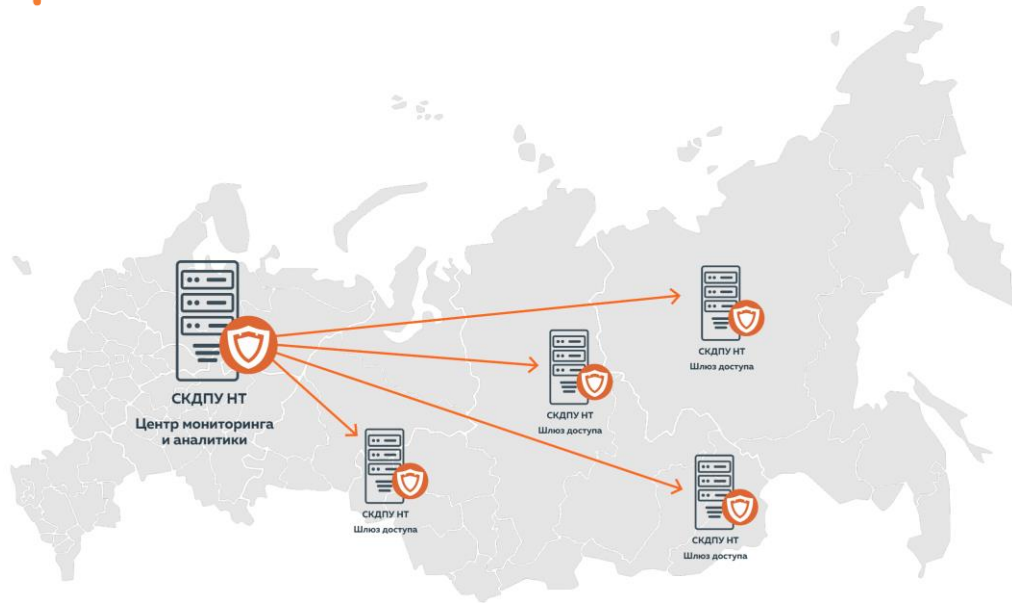 СКДПУ НТ
Центр мониторинга
и аналитики
СКДПУ НТ
Шлюз доступа
СКДПУ НТ
Шлюз доступа
СКДПУ НТ
Шлюз доступа
СКДПУ НТ
Шлюз доступа